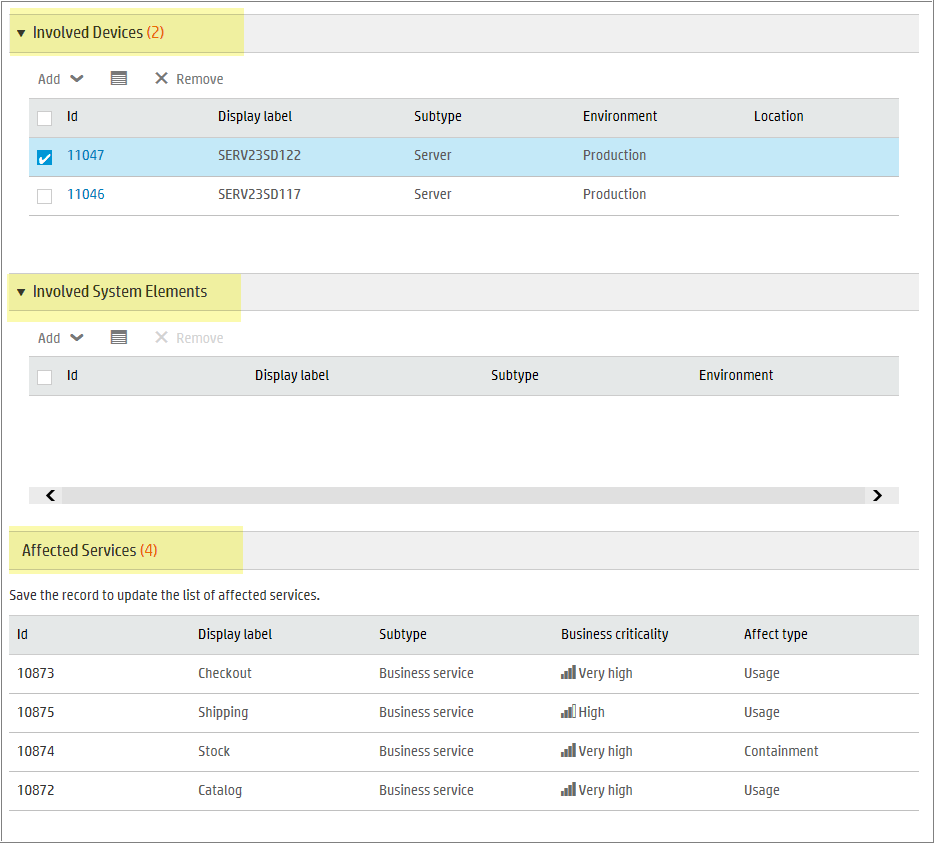 Involved Devices (2)
Add Remove
Id Display label Subtype Environment Location
11047 SERV23SD122 Server Production
11046 SERV23SD117 Server Production
Involved System Elements
Add Remove
Id Display label Subtype Environment
Affected Services (4)
Save the record to update the list of affected services.
Id Display label Subtype Business criticality Affect type
10873 Checkout Business service Very high Usage
10875 Shipping Business service High Usage
10874 Stock Business service Very high Containment
10872 Catalog Business service Very high Usage